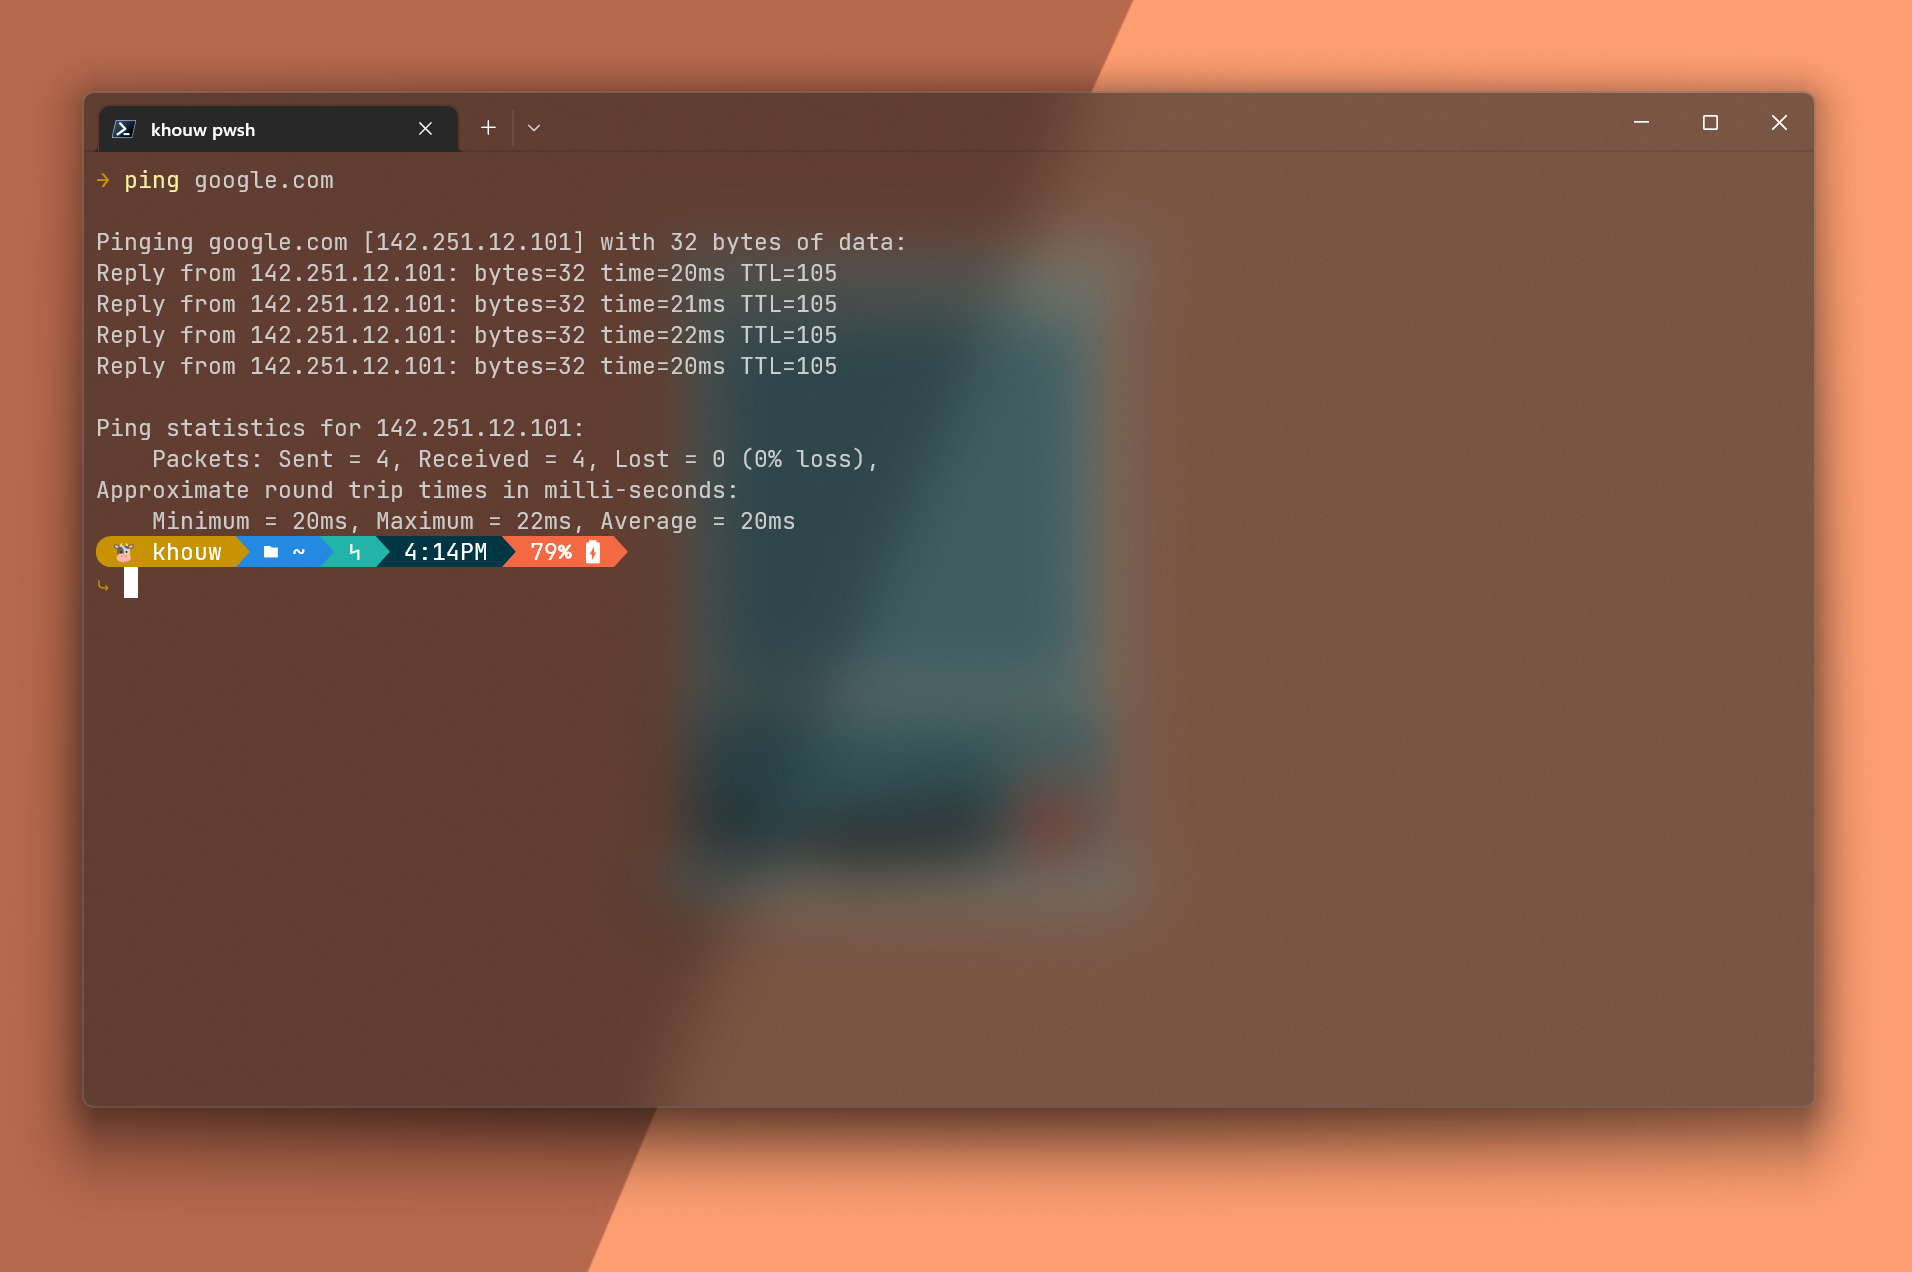 khouw pwsh
→ ping google.com
Pinging google.com [142.251.12.101] with 32 bytes of data:
Reply from 142.251.12.101: bytes=32 time=20ms TTL=105
Reply from 142.251.12.101: bytes=32 time=21ms TTL=105
Reply from 142.251.12.101: bytes=32 time=22ms TTL=105
Reply from 142.251.12.101: bytes=32 time=20ms TTL=105
Ping statistics for 142.251.12.101:
    Packets: Sent = 4, Received = 4, Lost = 0 (0% loss),
Approximate round trip times in milli-seconds:
    Minimum = 20ms, Maximum = 22ms, Average = 20ms
khouw ~ 4:14PM 79%